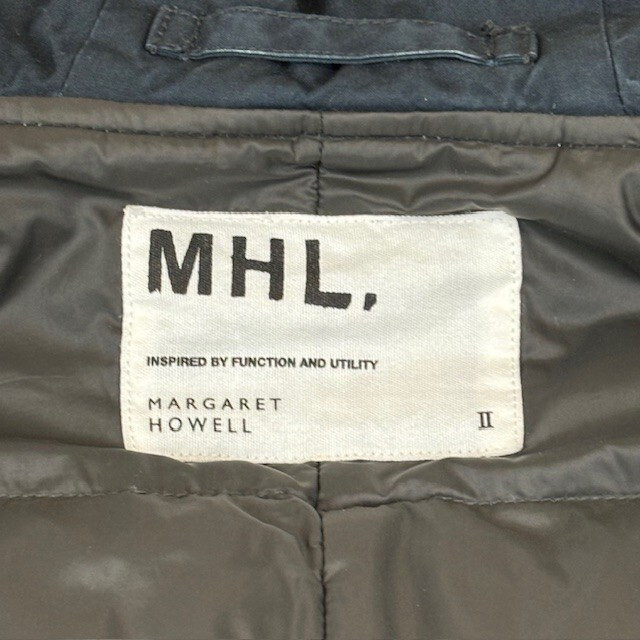 MHL.
INSPIRED BY FUNCTION AND UTILITY
MARGARET
HOWELL
II